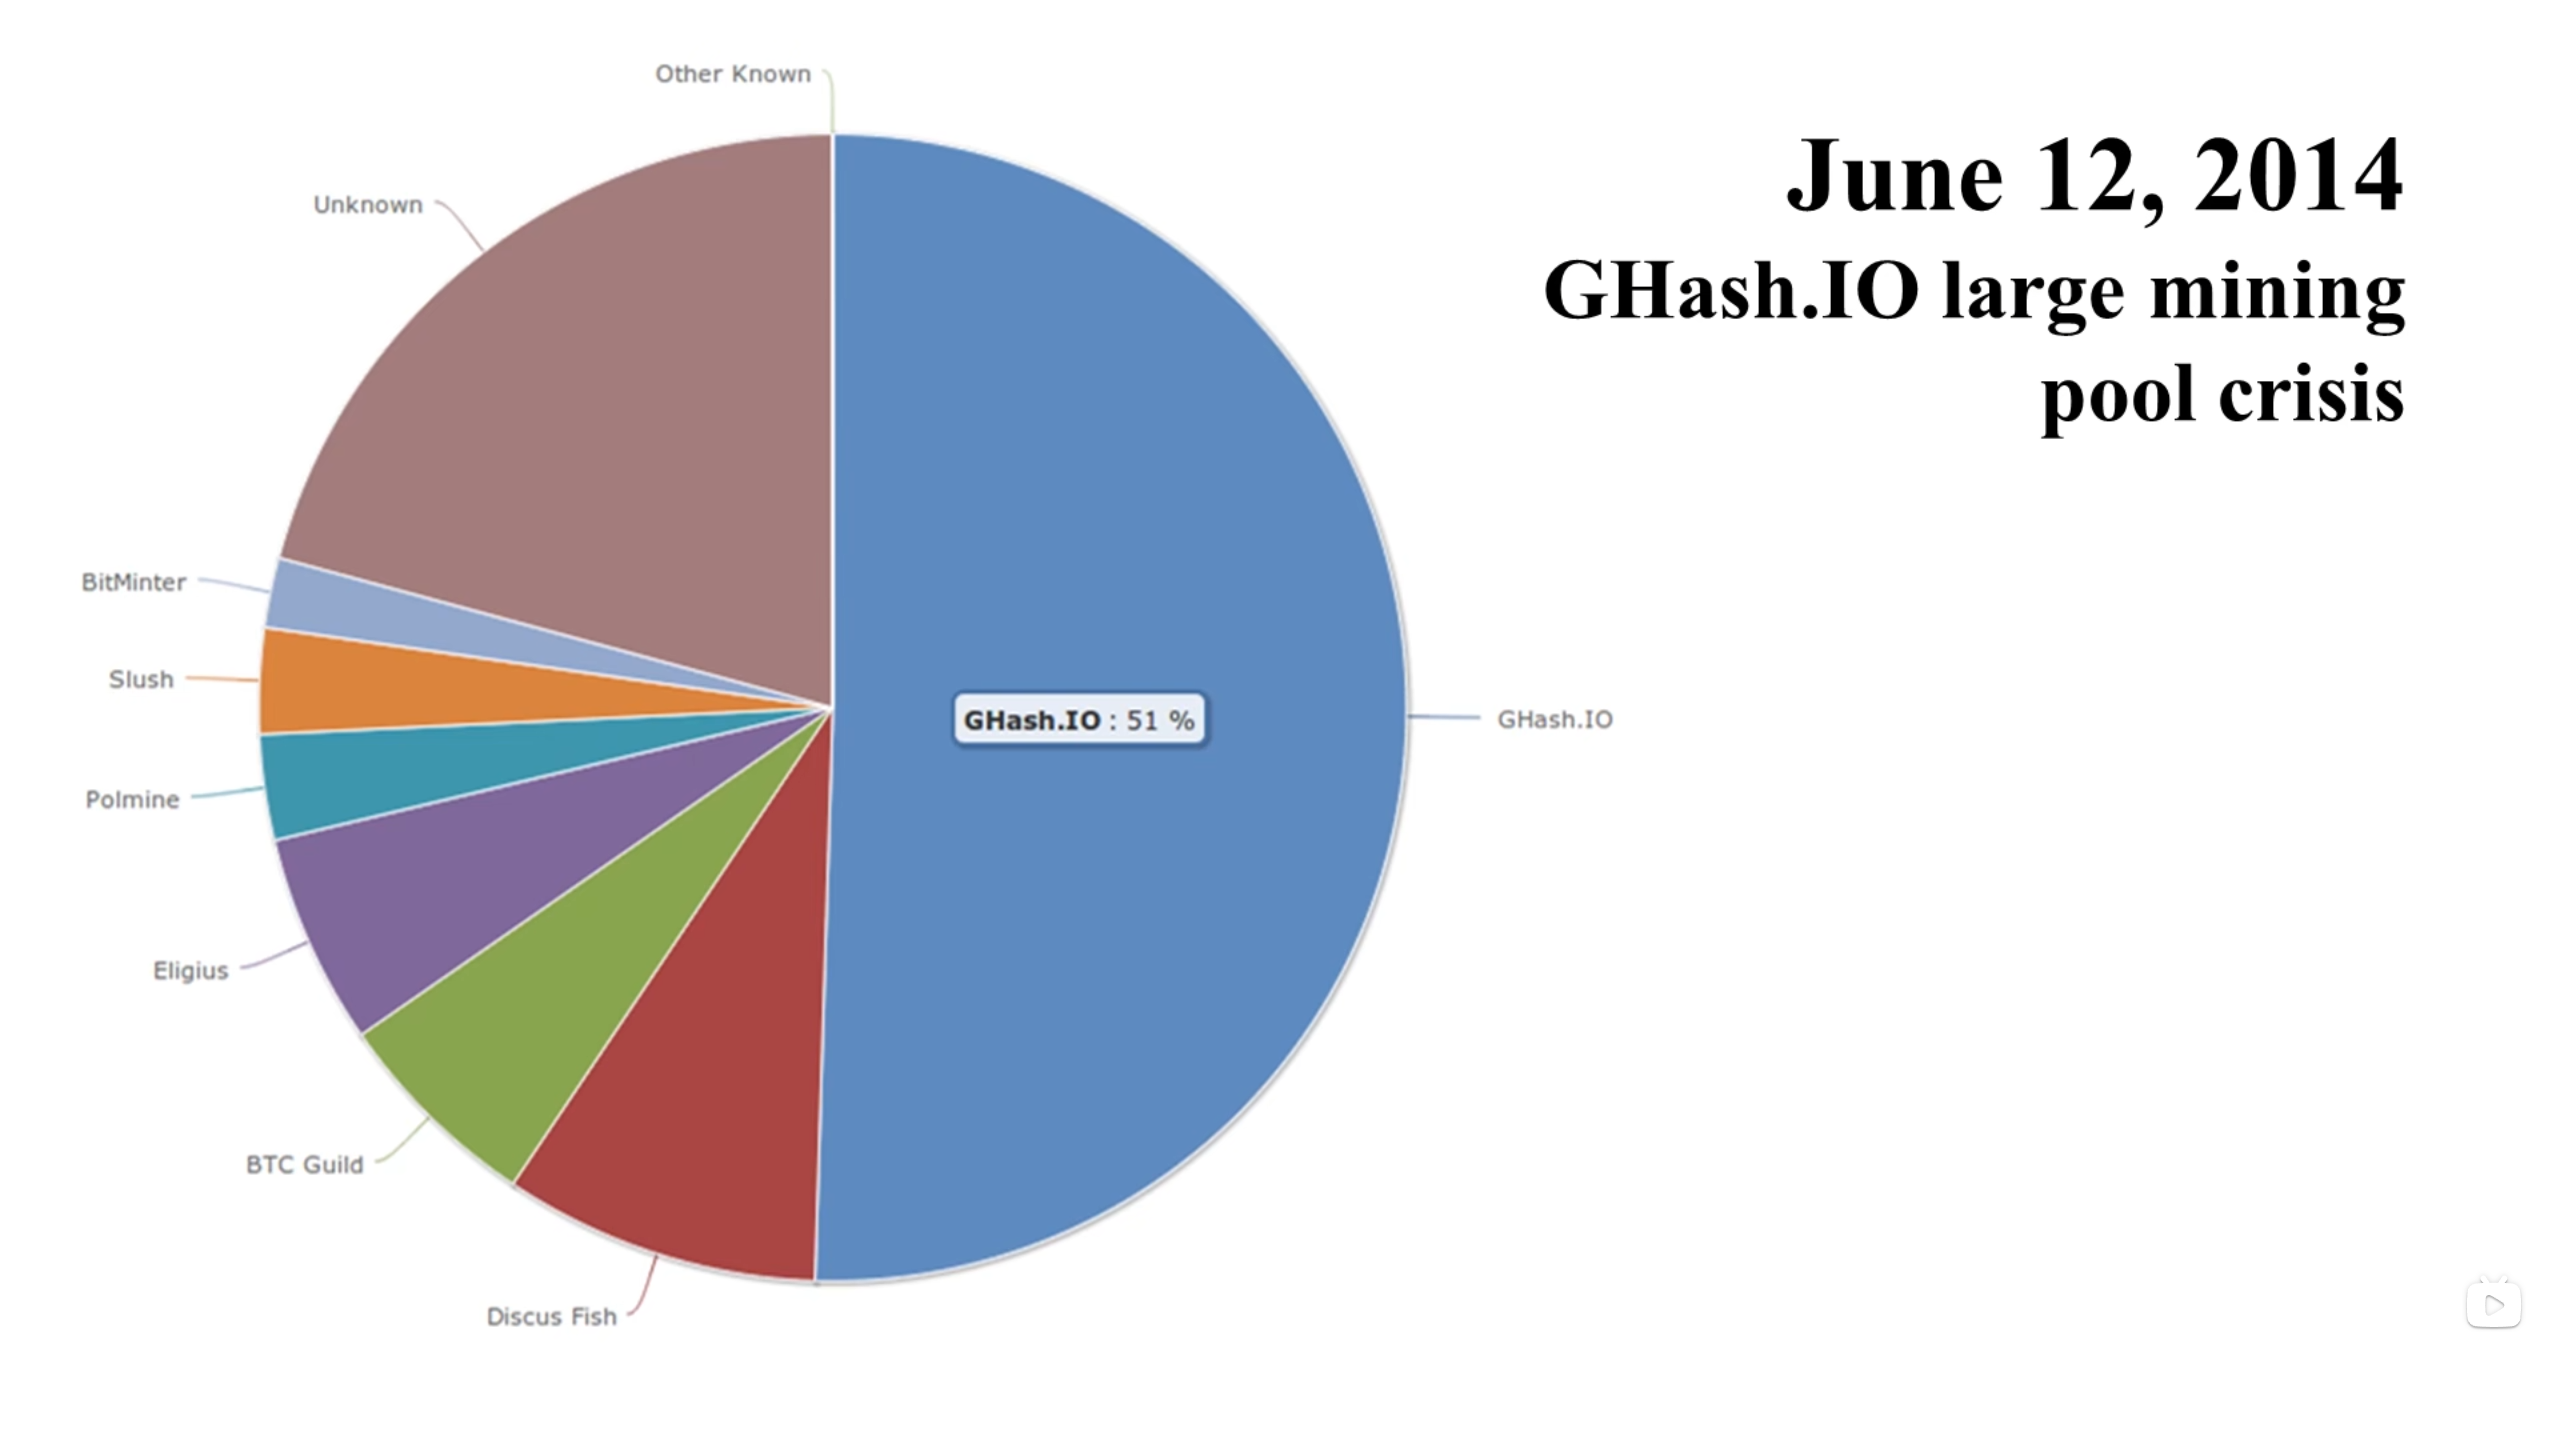 Other Known
June 12, 2014
Unknown
GHash.IO large mining
pool crisis
BitMinter
Slush
GHash.IO : 51 %
GHash.IO
Polmine
Eligius
BTC Guild
Discus Fish